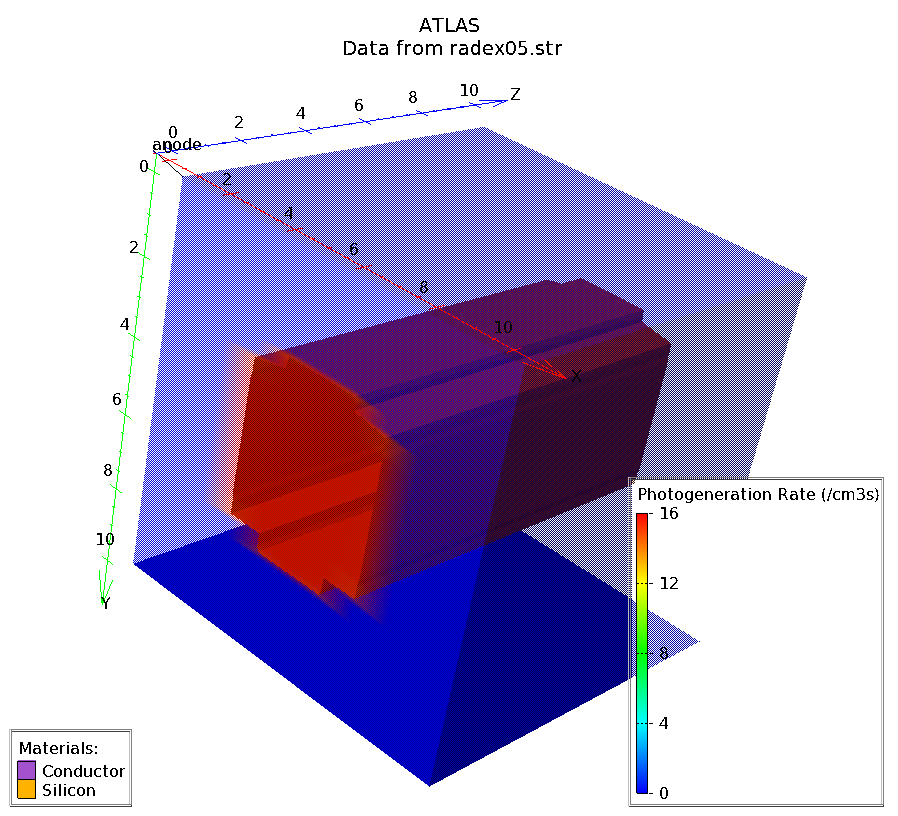 ATLAS
Data from radex05.str
0 2 4 6 8 10 Z
anode
0 2 4 6 8 10 X
0
2
4
6
8
10
Y
Photogeneration Rate (/cm3s)
16
12
8
4
0
Materials:
Conductor
Silicon